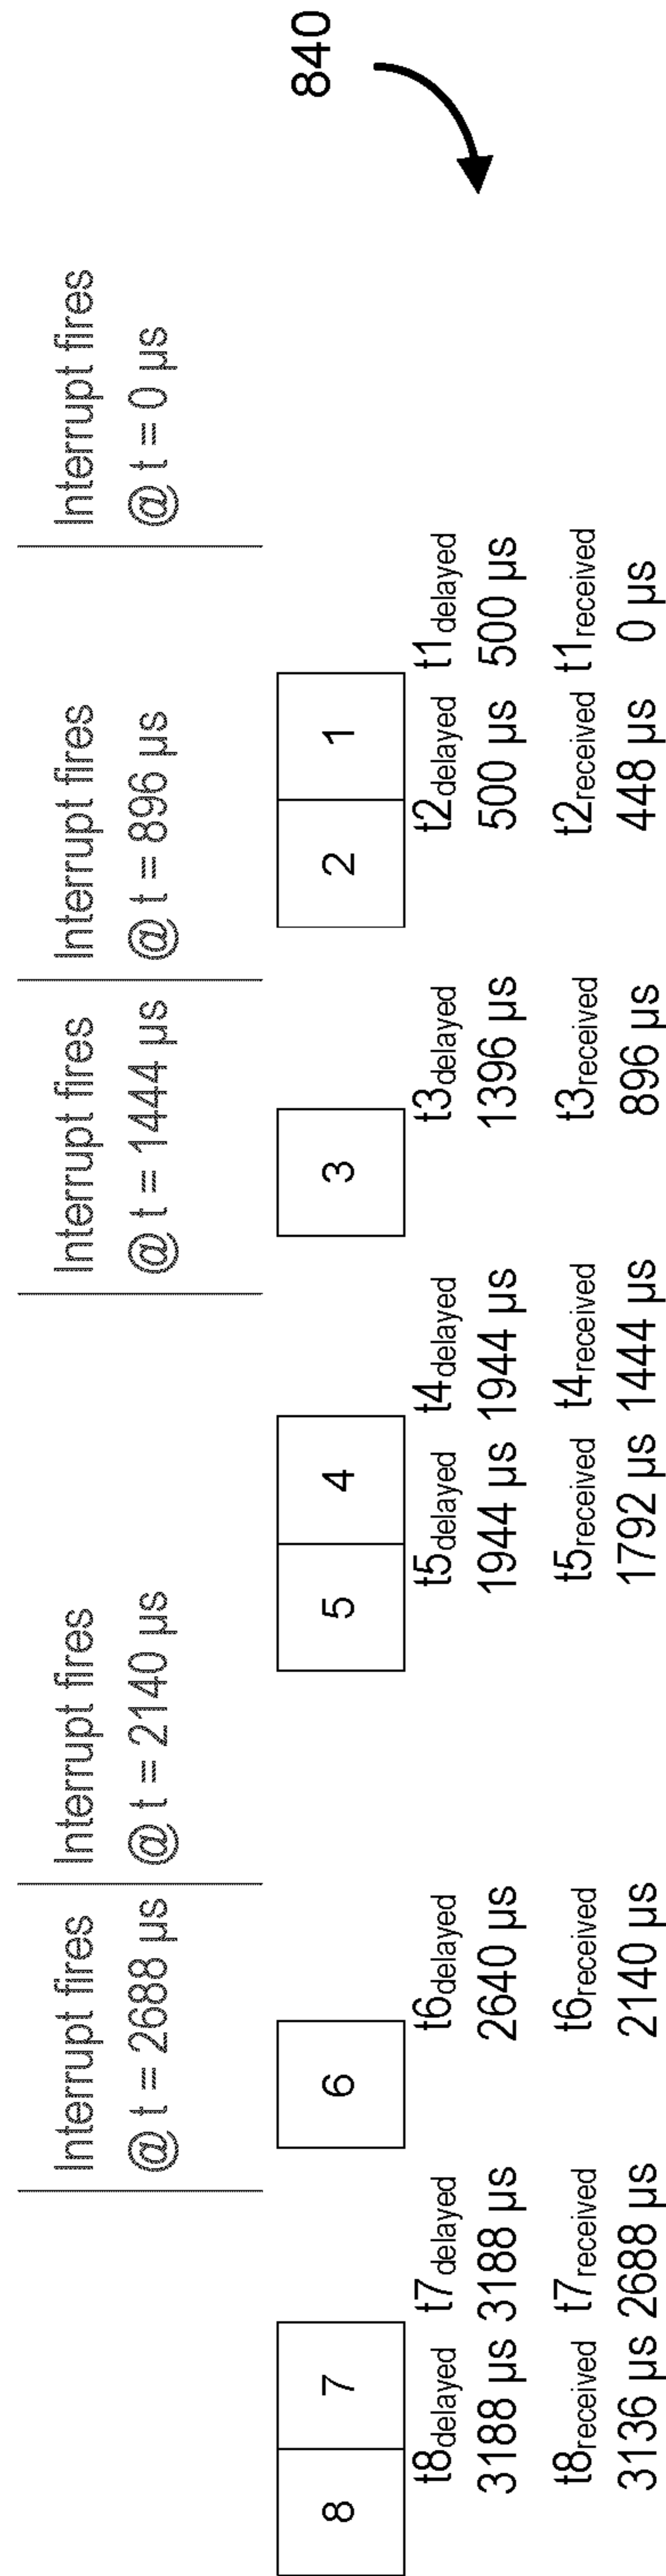 840
Interrupt fires
@ t = 2688 µs
Interrupt fires
@ t = 2140 µs
Interrupt fires
@ t = 1444 µs
Interrupt fires
@ t = 896 µs
Interrupt fires
@ t = 0 µs
8 7 6 5 4 3 2 1
t8delayed t7delayed t6delayed t5delayed t4delayed t3delayed t2delayed t1delayed
3188 µs 3188 µs 2640 µs 1944 µs 1944 µs 1396 µs 500 µs 500 µs
t8received t7received t6received t5received t4received t3received t2received t1received
3136 µs 2688 µs 2140 µs 1792 µs 1444 µs 896 µs 448 µs 0 µs